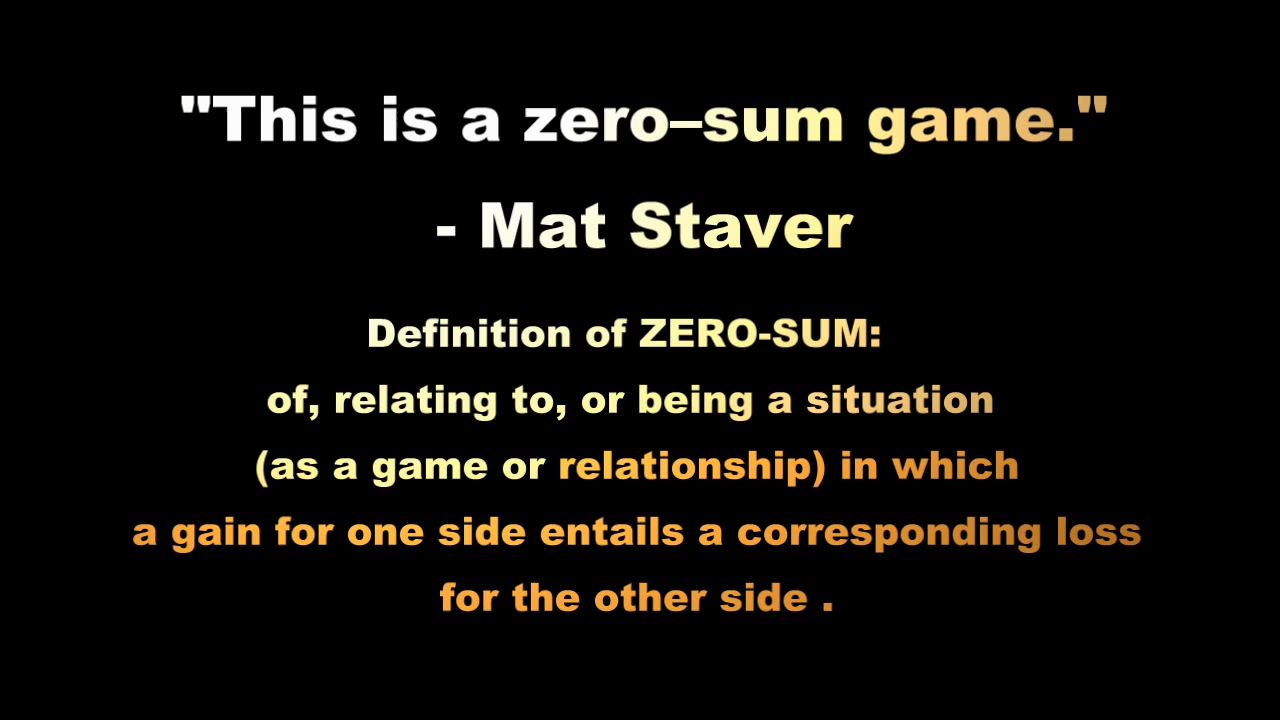 "This is a zero–sum game."
- Mat Staver
Definition of ZERO-SUM:
of, relating to, or being a situation
(as a game or relationship) in which
a gain for one side entails a corresponding loss
for the other side .